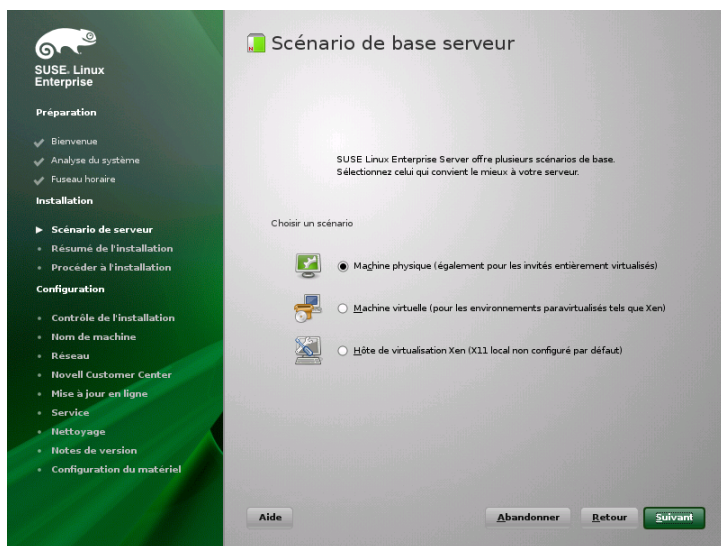 SUSE. Linux
Enterprise
Préparation
Bienvenue
Analyse du système
Fuseau horaire
Installation
Scénario de serveur
Résumé de l'installation
Procéder à l'installation
Configuration
Contrôle de l'installation
Nom de machine
Réseau
Novell Customer Center
Mise à jour en ligne
Service
Nettoyage
Notes de version
Configuration du matériel
Scénario de base serveur
SUSE Linux Enterprise Server offre plusieurs scénarios de base.
Sélectionnez celui qui convient le mieux à votre serveur.
Choisir un scénario
Machine physique (également pour les invités entièrement virtualisés)
Machine virtuelle (pour les environnements paravirtualisés tels que Xen)
Hôte de virtualisation Xen (X11 local non configuré par défaut)
Aide
Abandonner
Retour
Suivant